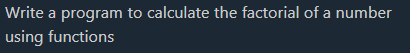 Write a program to calculate the factorial of a number
using functions